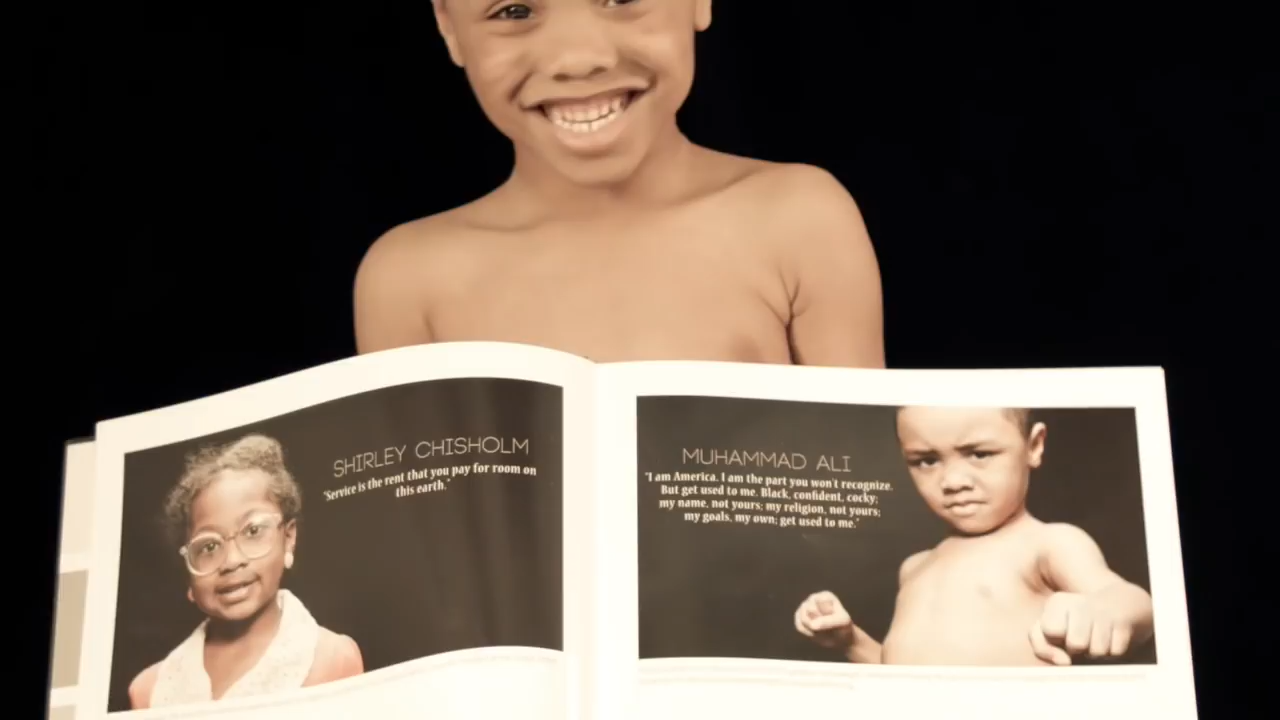 SHIRLEY CHISHOLM
"Service is the rent that you pay for room on
this earth."
MUHAMMAD ALI
"I am America. I am the part you won't recognize.
But get used to me. Black, confident, cocky;
my name, not yours; my religion, not yours;
my goals, my own; get used to me."